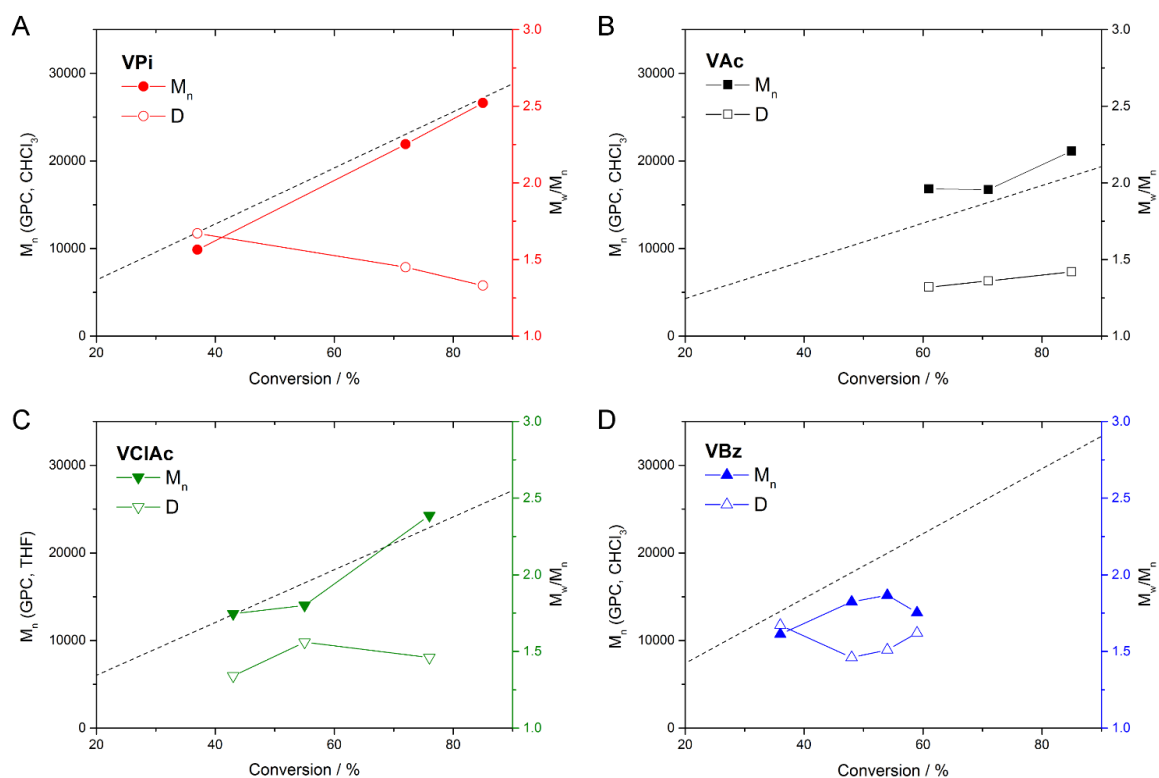 A
VPi
Mn
D
Mn (GPC, CHCl3)
30000
20000
10000
0
3.0
2.5
2.0
1.5
1.0
Mw/Mn
20 40 60 80
Conversion / %
B
VAc
Mn
D
Mn (GPC, CHCl3)
30000
20000
10000
0
3.0
2.5
2.0
1.5
1.0
Mw/Mn
20 40 60 80
Conversion / %
C
VClAc
Mn
D
Mn (GPC, THF)
30000
20000
10000
0
3.0
2.5
2.0
1.5
1.0
Mw/Mn
20 40 60 80
Conversion / %
D
VBz
Mn
D
Mn (GPC, CHCl3)
30000
20000
10000
0
3.0
2.5
2.0
1.5
1.0
Mw/Mn
20 40 60 80
Conversion / %